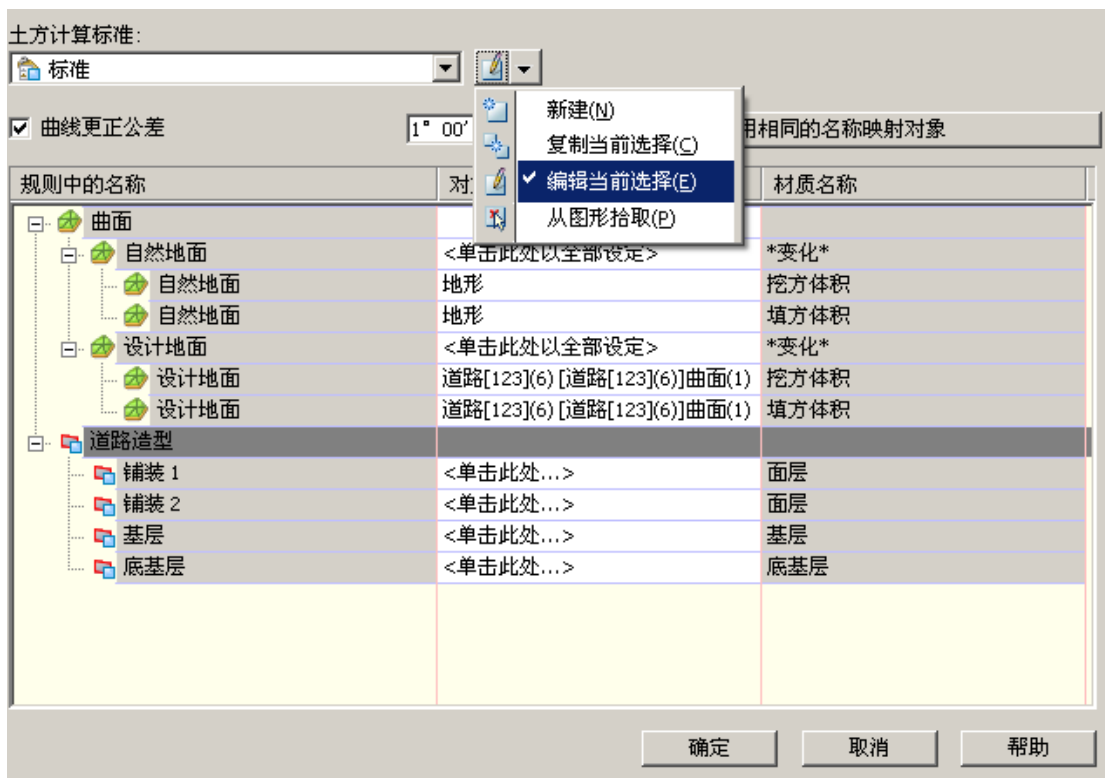 土方计算标准:
标准
曲线更正公差
1° 00′
用相同的名称映射对象
新建(N)
复制当前选择(C)
编辑当前选择(E)
从图形拾取(P)
规则中的名称 对 材质名称
曲面
自然地面 <单击此处以全部设定> *变化*
自然地面 地形 挖方体积
自然地面 地形 填方体积
设计地面 <单击此处以全部设定> *变化*
设计地面 道路[123](6) [道路[123](6)]曲面(1) 挖方体积
设计地面 道路[123](6) [道路[123](6)]曲面(1) 填方体积
道路造型
铺装 1 <单击此处...> 面层
铺装 2 <单击此处...> 面层
基层 <单击此处...> 基层
底基层 <单击此处...> 底基层
确定 取消 帮助